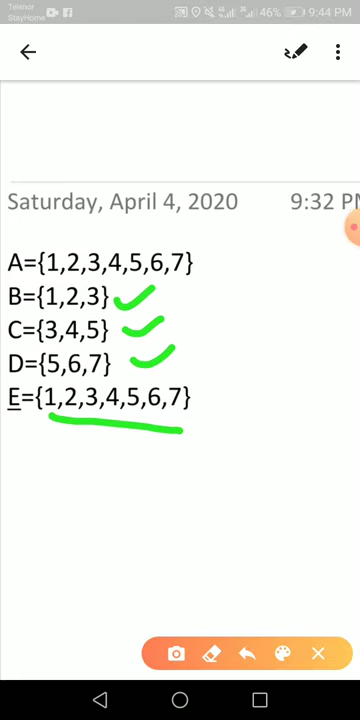 Telenor
StayHome
46% 9:44 PM
Saturday, April 4, 2020 9:32 PM
A={1,2,3,4,5,6,7}
B={1,2,3}
C={3,4,5}
D={5,6,7}
E={1,2,3,4,5,6,7}